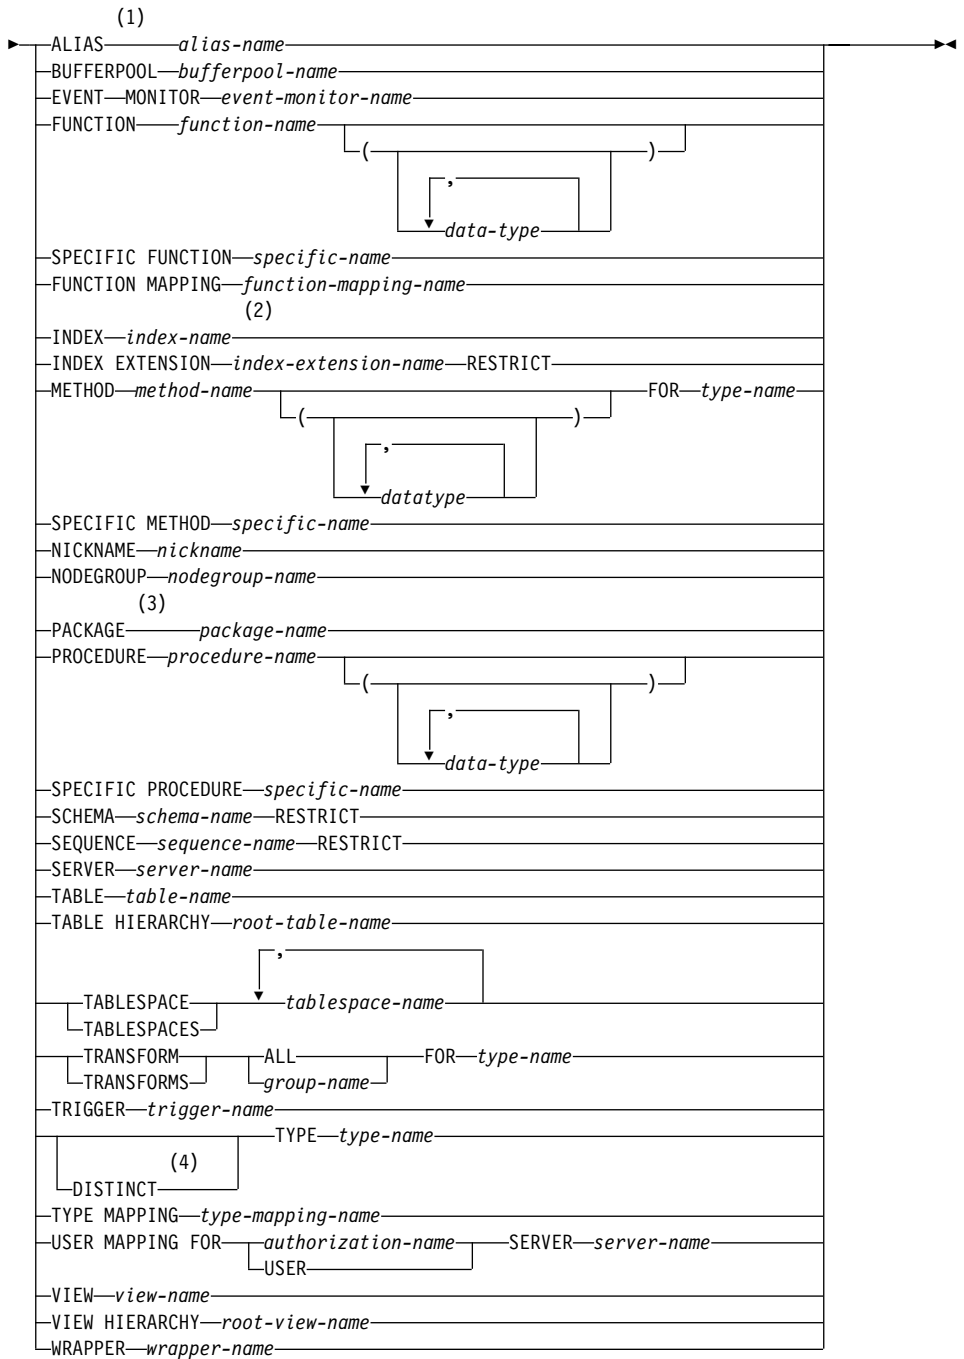 (1)
ALIAS alias-name
BUFFERPOOL bufferpool-name
EVENT MONITOR event-monitor-name
FUNCTION function-name
( )
,
data-type
SPECIFIC FUNCTION specific-name
FUNCTION MAPPING function-mapping-name
(2)
INDEX index-name
INDEX EXTENSION index-extension-name RESTRICT
METHOD method-name FOR type-name
( )
,
datatype
SPECIFIC METHOD specific-name
NICKNAME nickname
NODEGROUP nodegroup-name
(3)
PACKAGE package-name
PROCEDURE procedure-name
( )
,
data-type
SPECIFIC PROCEDURE specific-name
SCHEMA schema-name RESTRICT
SEQUENCE sequence-name RESTRICT
SERVER server-name
TABLE table-name
TABLE HIERARCHY root-table-name
,
TABLESPACE tablespace-name
TABLESPACES
TRANSFORM ALL FOR type-name
TRANSFORMS group-name
TRIGGER trigger-name
TYPE type-name
(4)
DISTINCT
TYPE MAPPING type-mapping-name
USER MAPPING FOR authorization-name SERVER server-name
USER
VIEW view-name
VIEW HIERARCHY root-view-name
WRAPPER wrapper-name